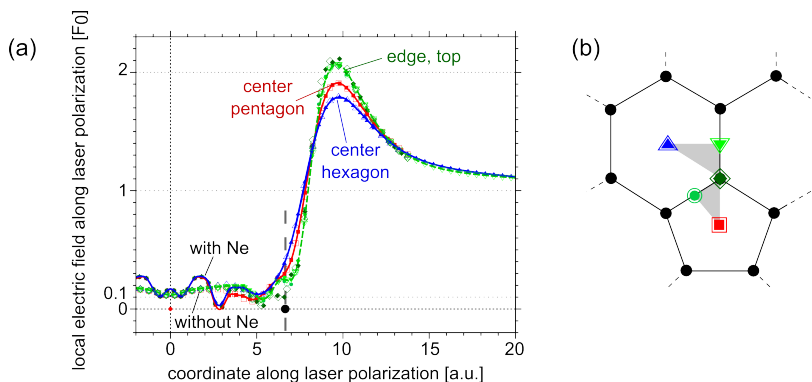 (a)
local electric field along laser polarization [F0]
2
1
0.1
0
edge, top
center
pentagon
center
hexagon
with Ne
without Ne
0
5
10
15
20
coordinate along laser polarization [a.u.]
(b)